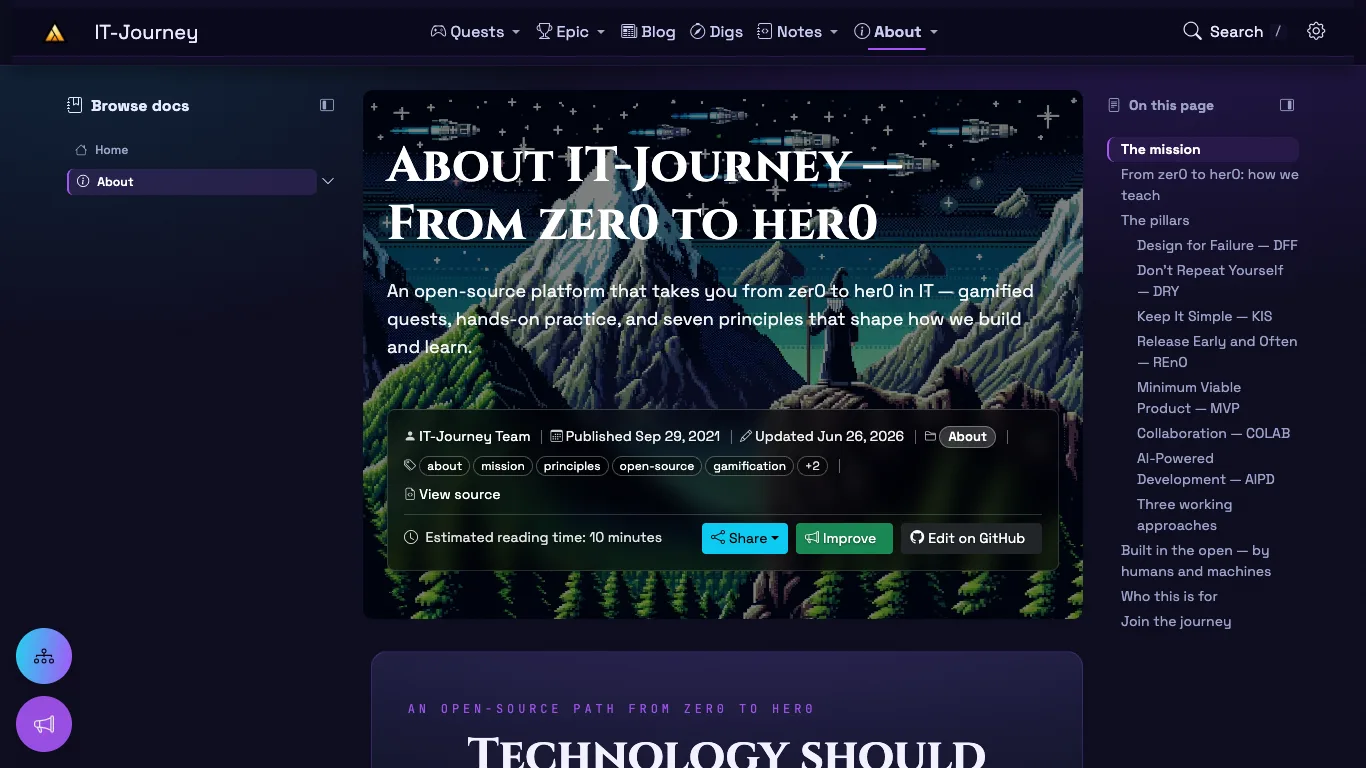 IT-Journey
Quests
Epic
Blog
Digs
Notes
About
Search /
Browse docs
Home
About
About IT-Journey —
From zer0 to her0
An open-source platform that takes you from zer0 to her0 in IT — gamified
quests, hands-on practice, and seven principles that shape how we build
and learn.
IT-Journey Team | Published Sep 29, 2021 | Updated Jun 26, 2026 | About |
about mission principles open-source gamification +2 |
View source
Estimated reading time: 10 minutes
Share
Improve
Edit on GitHub
AN OPEN-SOURCE PATH FROM ZER0 TO HER0
Technology should
On this page
The mission
From zer0 to her0: how we
teach
The pillars
Design for Failure — DFF
Don't Repeat Yourself
— DRY
Keep It Simple — KIS
Release Early and Often
— REnO
Minimum Viable
Product — MVP
Collaboration — COLAB
AI-Powered
Development — AIPD
Three working
approaches
Built in the open — by
humans and machines
Who this is for
Join the journey